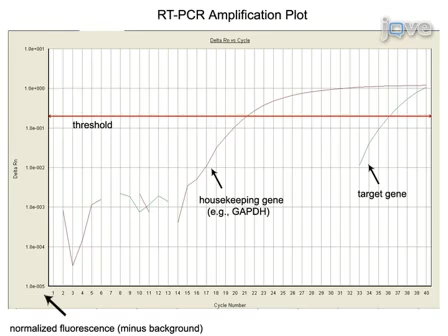 RT-PCR Amplification Plot
jove
Delta Rn vs Cycle
1.0e+001
1.0e+000
threshold
1.0e-001
1.0e-002
housekeeping gene
(e.g., GAPDH)
target gene
Delta Rn
1.0e-003
1.0e-004
1.0e-005
1 2 3 4 5 6 7 8 9 10 11 12 13 14 15 16 17 18 19 20 21 22 23 24 25 26 27 28 29 30 31 32 33 34 35 36 37 38 39 40
Cycle Number
normalized fluorescence (minus background)